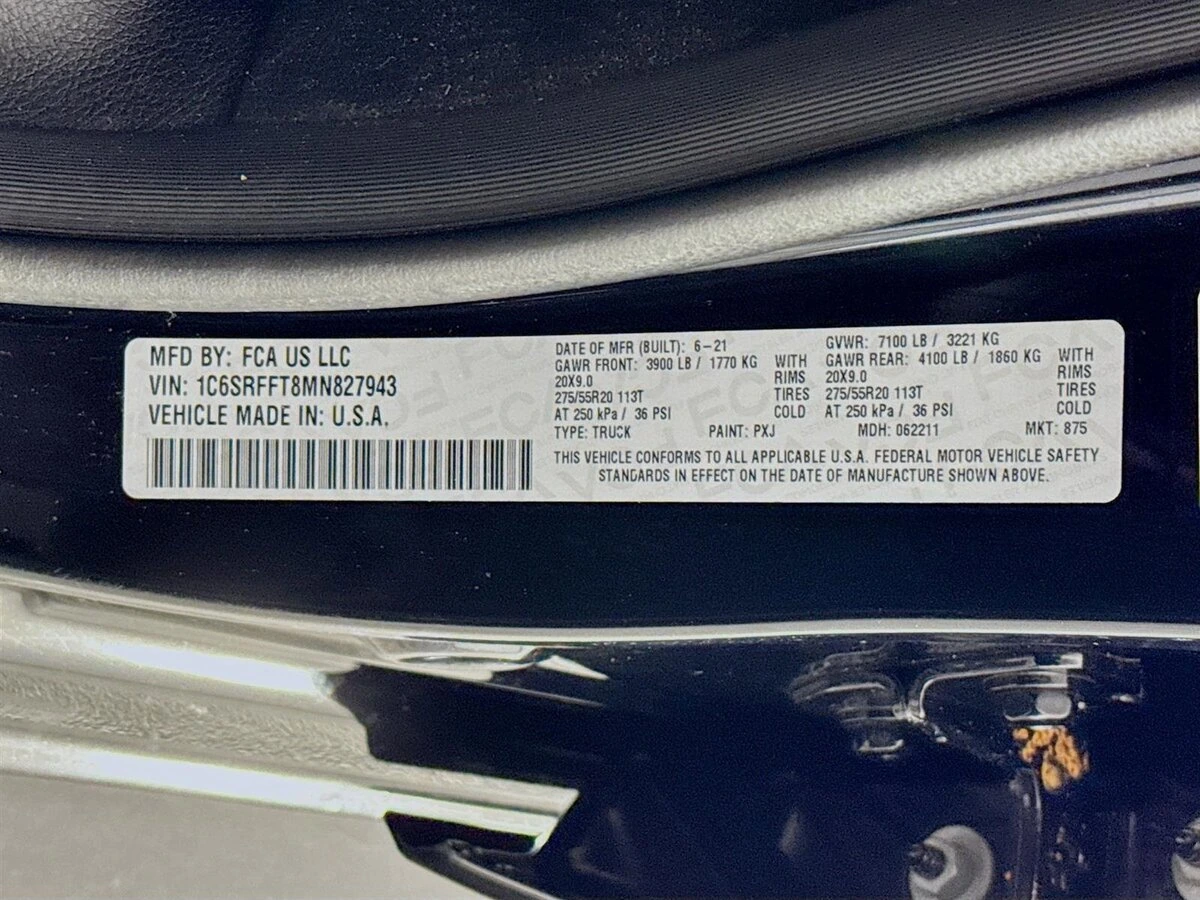 MFD BY: FCA US LLC
VIN: 1C6SRFFT8MN827943
VEHICLE MADE IN: U.S.A.
DATE OF MFR (BUILT): 6-21
GAWR FRONT: 3900 LB / 1770 KG WITH
20X9.0 RIMS
275/55R20 113T TIRES
AT 250 kPa / 36 PSI COLD
GVWR: 7100 LB / 3221 KG
GAWR REAR: 4100 LB / 1860 KG WITH
20X9.0 RIMS
275/55R20 113T TIRES
AT 250 kPa / 36 PSI COLD
TYPE: TRUCK PAINT: PXJ MDH: 062211 MKT: 875
THIS VEHICLE CONFORMS TO ALL APPLICABLE U.S.A. FEDERAL MOTOR VEHICLE SAFETY
STANDARDS IN EFFECT ON THE DATE OF MANUFACTURE SHOWN ABOVE.